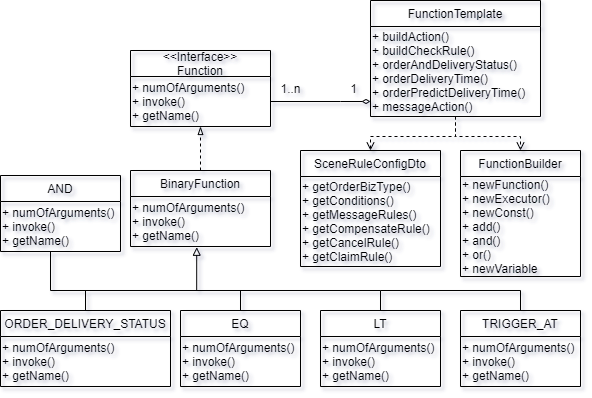 FunctionTemplate
+ buildAction()
+ buildCheckRule()
+ orderAndDeliveryStatus()
+ orderDeliveryTime()
+ orderPredictDeliveryTime()
+ messageAction()
<<Interface>>
Function
+ numOfArguments()
+ invoke()
+ getName()
1..n
1
AND
+ numOfArguments()
+ invoke()
+ getName()
BinaryFunction
+ numOfArguments()
+ invoke()
+ getName()
SceneRuleConfigDto
+ getOrderBizType()
+ getConditions()
+ getMessageRules()
+ getCompensateRule()
+ getCancelRule()
+ getClaimRule()
FunctionBuilder
+ newFunction()
+ newExecutor()
+ newConst()
+ add()
+ and()
+ or()
+ newVariable
ORDER_DELIVERY_STATUS
+ numOfArguments()
+ invoke()
+ getName()
EQ
+ numOfArguments()
+ invoke()
+ getName()
LT
+ numOfArguments()
+ invoke()
+ getName()
TRIGGER_AT
+ numOfArguments()
+ invoke()
+ getName()